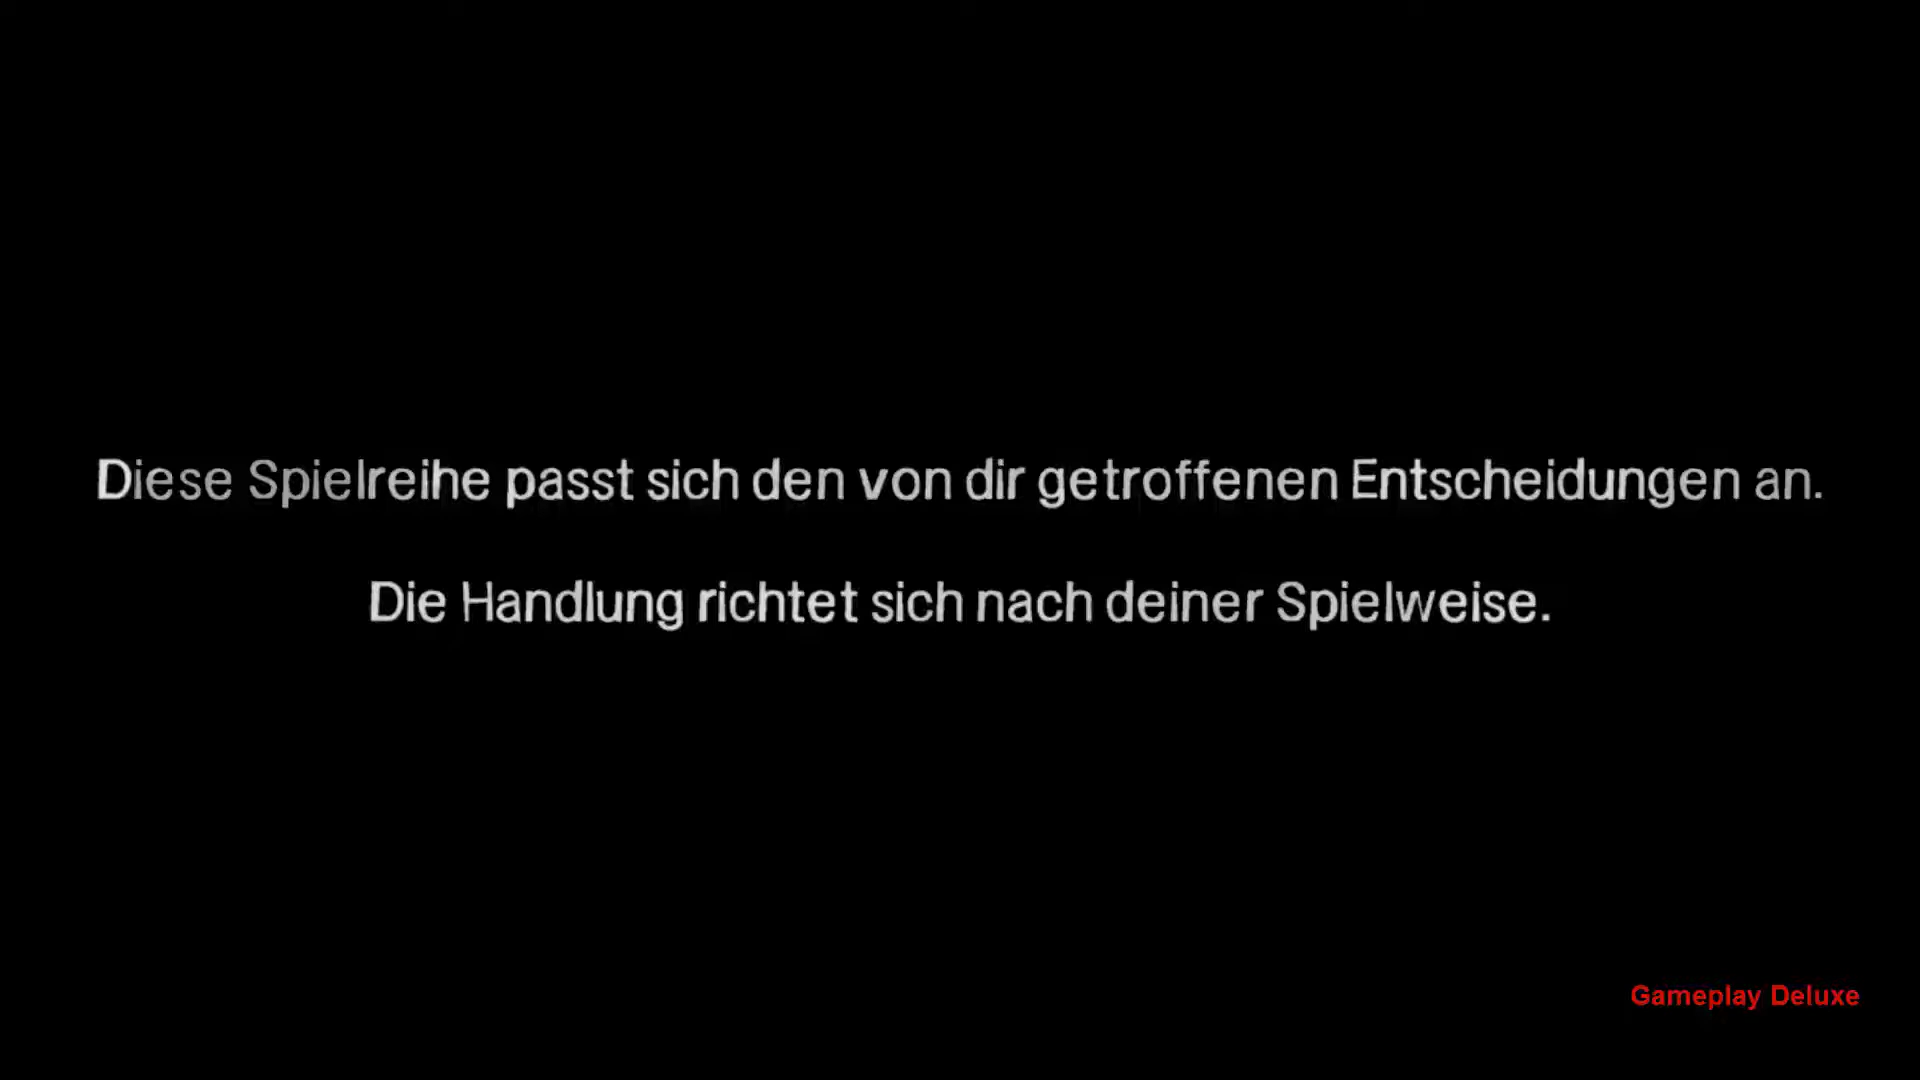 Diese Spielreihe passt sich den von dir getroffenen Entscheidungen an.
Die Handlung richtet sich nach deiner Spielweise.
Gameplay Deluxe